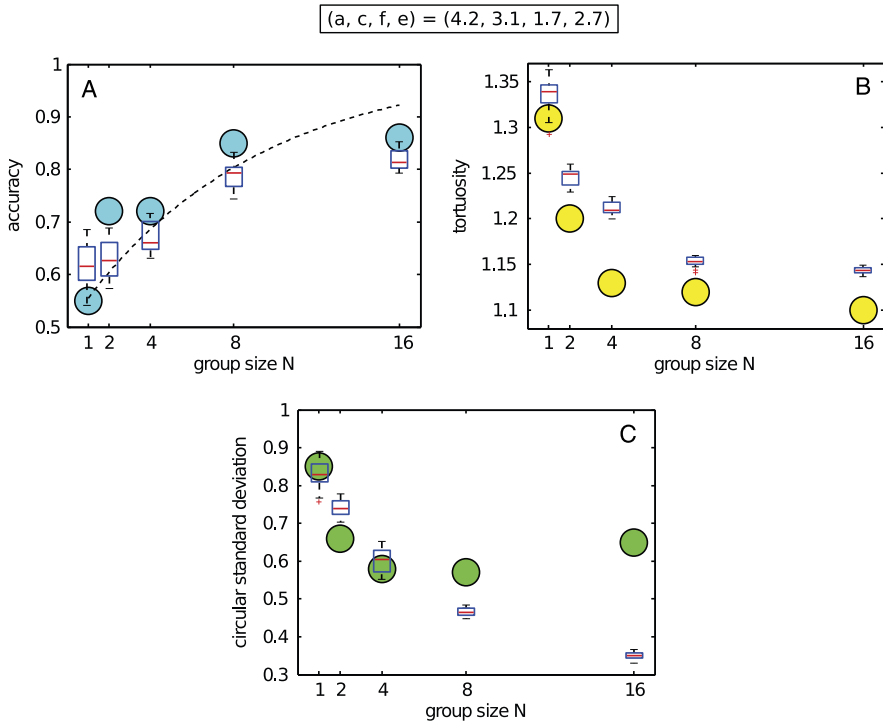 (a, c, f, e) = (4.2, 3.1, 1.7, 2.7)
A
1
0.9
0.8
0.7
0.6
0.5
accuracy
1 2 4 8 16
group size N
B
1.35
1.3
1.25
1.2
1.15
1.1
tortuosity
1 2 4 8 16
group size N
C
1
0.9
0.8
0.7
0.6
0.5
0.4
0.3
circular standard deviation
1 2 4 8 16
group size N